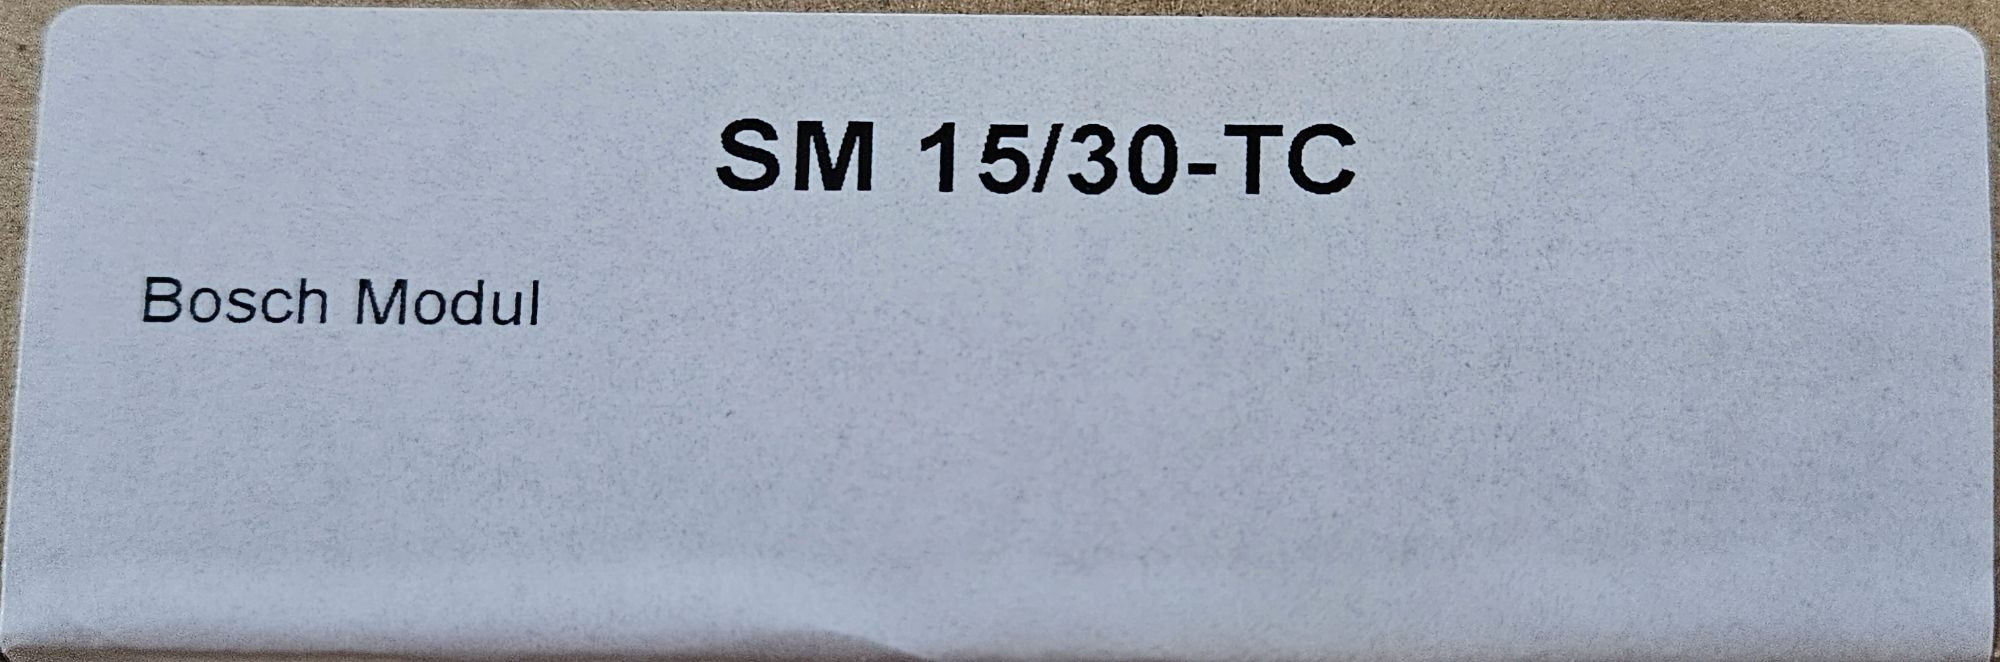 SM 15/30-TC
Bosch Modul